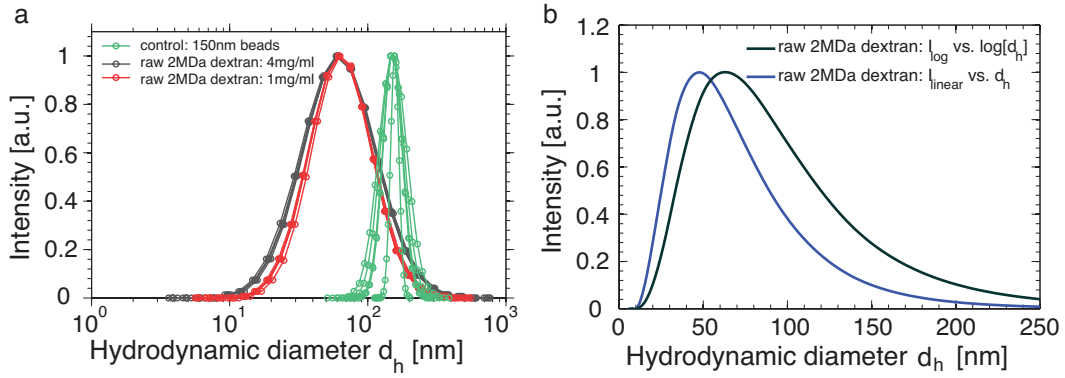 a
control: 150nm beads
raw 2MDa dextran: 4mg/ml
raw 2MDa dextran: 1mg/ml
Intensity [a.u.]
1
0.8
0.6
0.4
0.2
0
10^0 10^1 10^2 10^3
Hydrodynamic diameter d_h [nm]
b
raw 2MDa dextran: I_log vs. log[d_h]
raw 2MDa dextran: I_linear vs. d_h
Intensity [a.u.]
1.2
1.0
0.8
0.6
0.4
0.2
0
0 50 100 150 200 250
Hydrodynamic diameter d_h [nm]